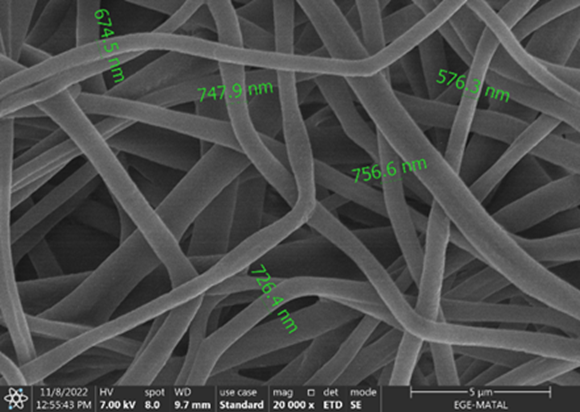 674.5 nm
747.9 nm
576.3 nm
756.6 nm
726.4 nm
11/8/2022
12:55:43 PM
HV
7.00 kV
spot
8.0
WD
9.7 mm
use case
Standard
mag
20 000 x
det
ETD
mode
SE
5 µm
EGE-MATAL